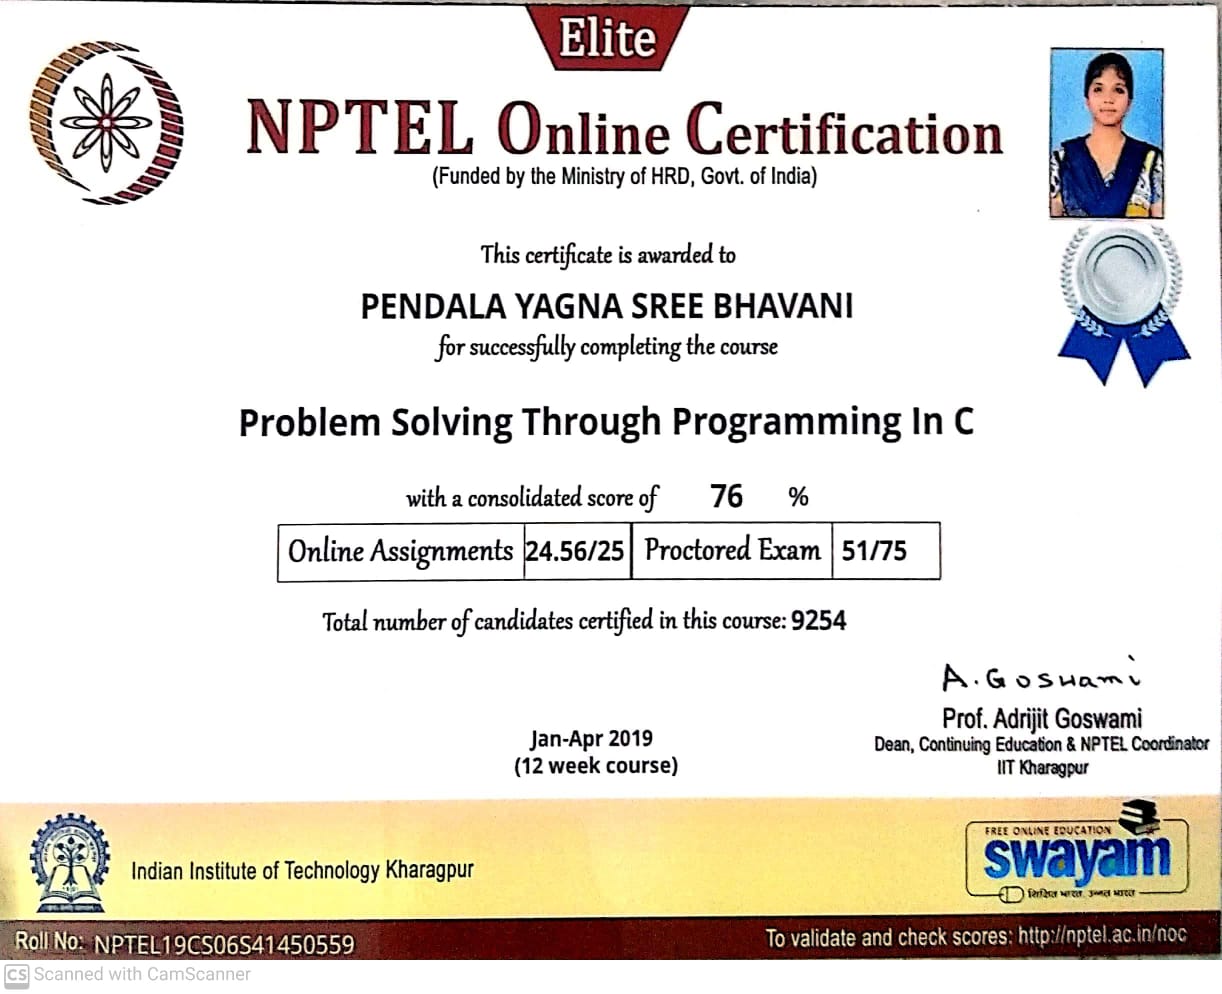 Elite
NPTEL Online Certification
(Funded by the Ministry of HRD, Govt. of India)
This certificate is awarded to
PENDALA YAGNA SREE BHAVANI
for successfully completing the course
Problem Solving Through Programming In C
with a consolidated score of 76 %
Online Assignments 24.56/25 Proctored Exam 51/75
Total number of candidates certified in this course: 9254
A. Goswami
Prof. Adrijit Goswami
Dean, Continuing Education & NPTEL Coordinator
IIT Kharagpur
Jan-Apr 2019
(12 week course)
Indian Institute of Technology Kharagpur
FREE ONLINE EDUCATION
swayam
शिक्षित भारत, उन्नत भारत
Roll No: NPTEL19CS06S41450559
To validate and check scores: http://nptel.ac.in/noc
CS Scanned with CamScanner